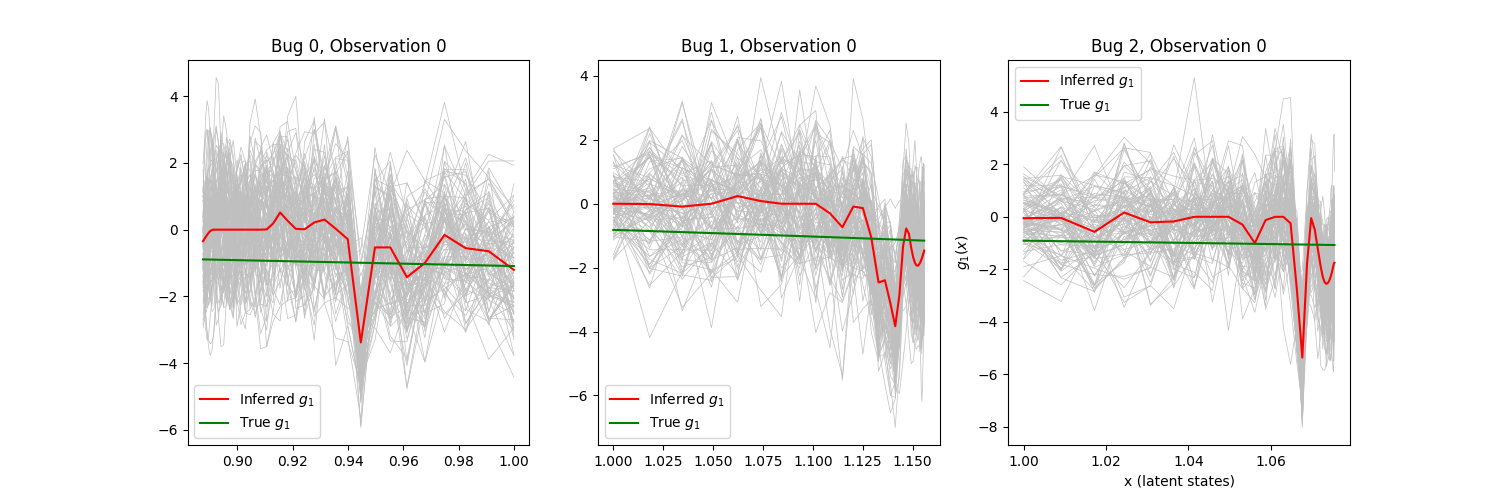 Bug 0, Observation 0
4
2
0
−2
−4
−6
Inferred g₁
True g₁
0.90 0.92 0.94 0.96 0.98 1.00
Bug 1, Observation 0
4
2
0
−2
−4
−6
Inferred g₁
True g₁
1.000 1.025 1.050 1.075 1.100 1.125 1.150
Bug 2, Observation 0
Inferred g₁
True g₁
g₁(x)
4
2
0
−2
−4
−6
−8
1.00 1.02 1.04 1.06
x (latent states)